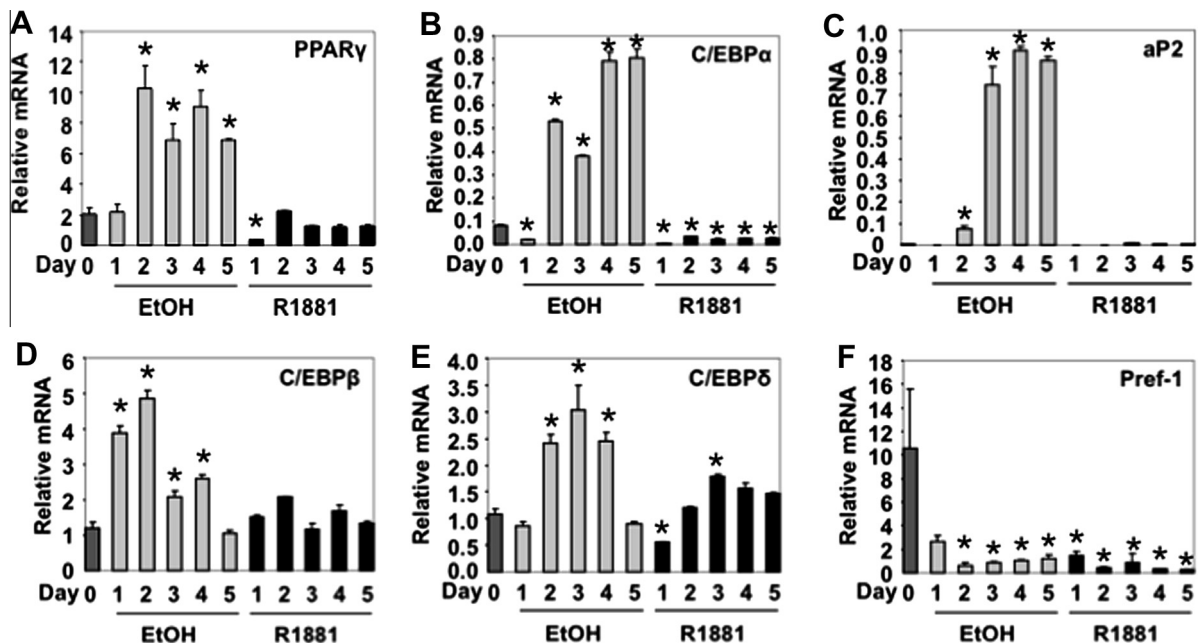 A
PPARγ
Relative mRNA
14
12
10
8
6
4
2
0
* * * * *
Day 0 1 2 3 4 5 1 2 3 4 5
EtOH R1881
B
C/EBPα
Relative mRNA
0.9
0.8
0.7
0.6
0.5
0.4
0.3
0.2
0.1
0.0
* * * * * * * * * *
Day 0 1 2 3 4 5 1 2 3 4 5
EtOH R1881
C
aP2
Relative mRNA
1.0
0.9
0.8
0.7
0.6
0.5
0.4
0.3
0.2
0.1
0.0
* * * *
Day 0 1 2 3 4 5 1 2 3 4 5
EtOH R1881
D
C/EBPβ
Relative mRNA
6
5
4
3
2
1
0
* * * *
Day 0 1 2 3 4 5 1 2 3 4 5
EtOH R1881
E
C/EBPδ
Relative mRNA
4.0
3.5
3.0
2.5
2.0
1.5
1.0
0.5
0.0
* * * * *
Day 0 1 2 3 4 5 1 2 3 4 5
EtOH R1881
F
Pref-1
Relative mRNA
18
16
14
12
10
8
6
4
2
0
* * * * * * * * *
Day 0 1 2 3 4 5 1 2 3 4 5
EtOH R1881